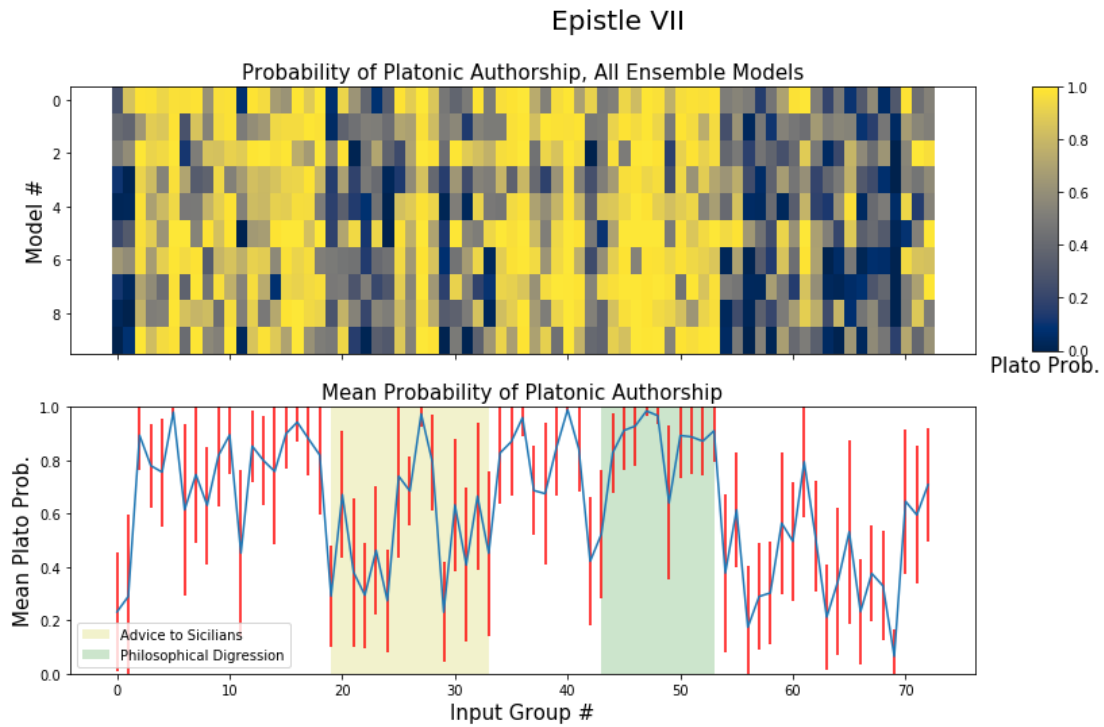 Epistle VII
Probability of Platonic Authorship, All Ensemble Models
Model #
0
2
4
6
8
1.0
0.8
0.6
0.4
0.2
0.0
Plato Prob.
Mean Probability of Platonic Authorship
Mean Plato Prob.
1.0
0.8
0.6
0.4
0.2
0.0
Advice to Sicilians
Philosophical Digression
0 10 20 30 40 50 60 70
Input Group #